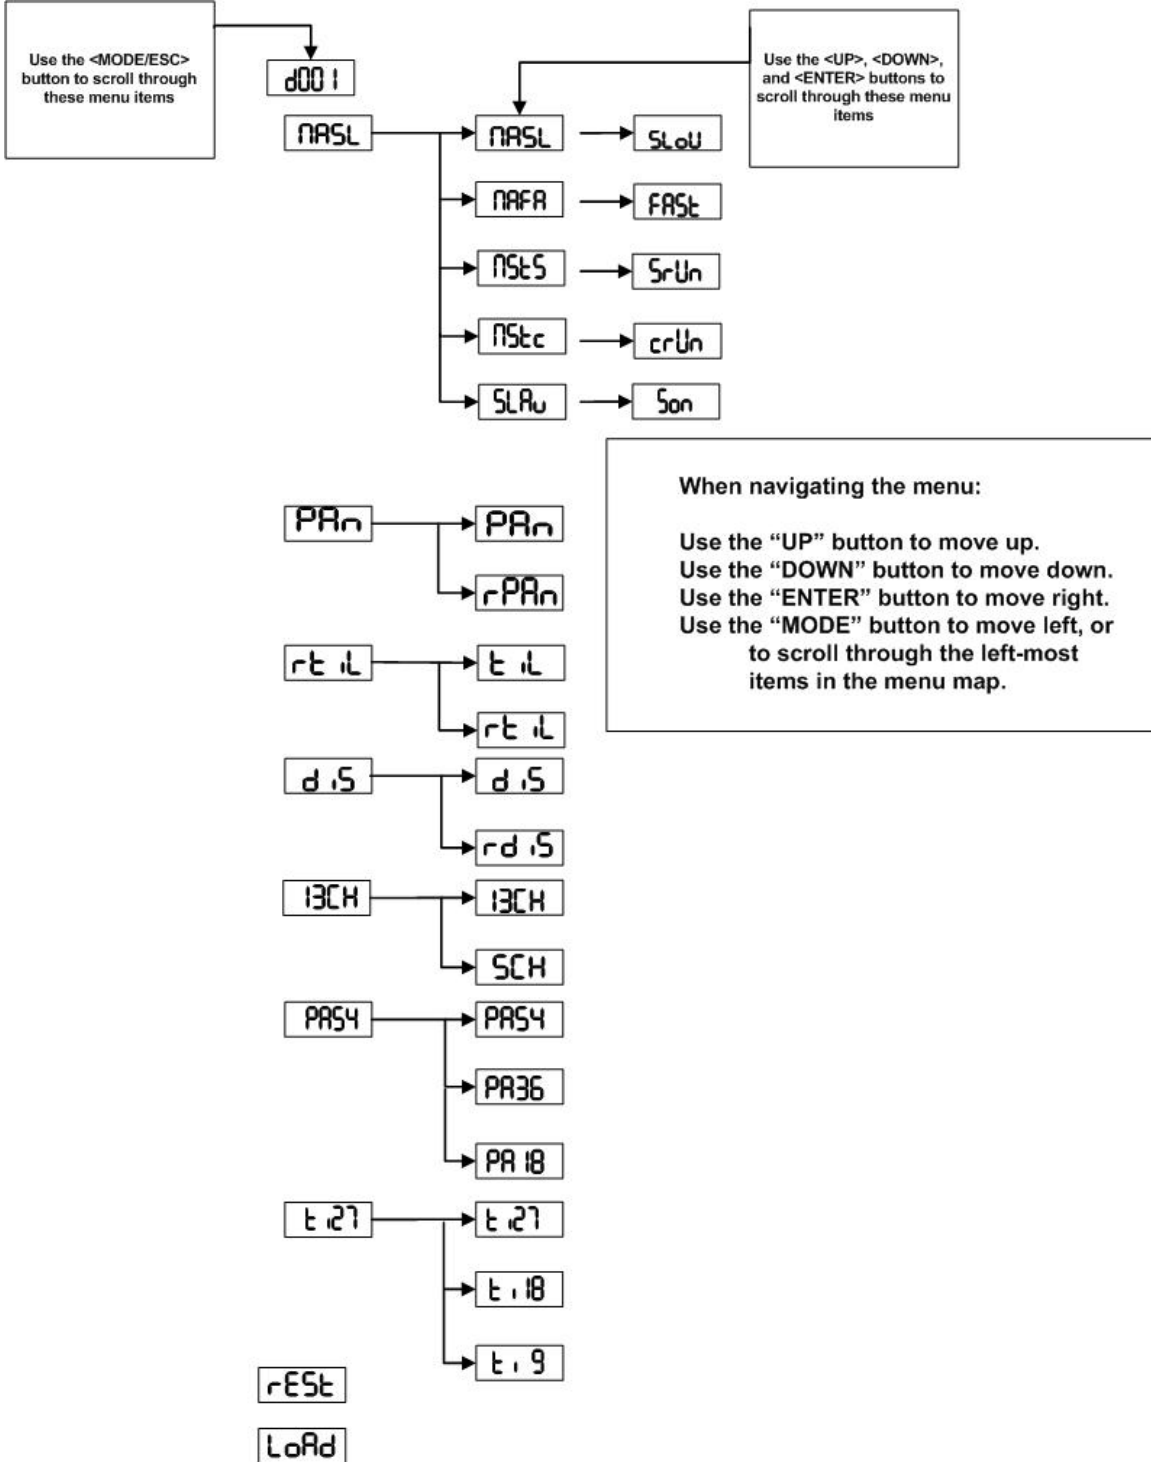 Use the <MODE/ESC>
button to scroll through
these menu items
d001
Use the <UP>, <DOWN>,
and <ENTER> buttons to
scroll through these menu
items
MASL MASL SLoW
MAFA FASt
MStS SrUn
MStc crUn
SLAv Son
When navigating the menu:
Use the “UP” button to move up.
Use the “DOWN” button to move down.
Use the “ENTER” button to move right.
Use the “MODE” button to move left, or
to scroll through the left-most
items in the menu map.
PAn PAn
rPAn
rtiL tiL
rtiL
diS diS
rdiS
13CH 13CH
5CH
PA54 PA54
PA36
PA18
ti27 ti27
ti18
ti 9
rESt
LoAd